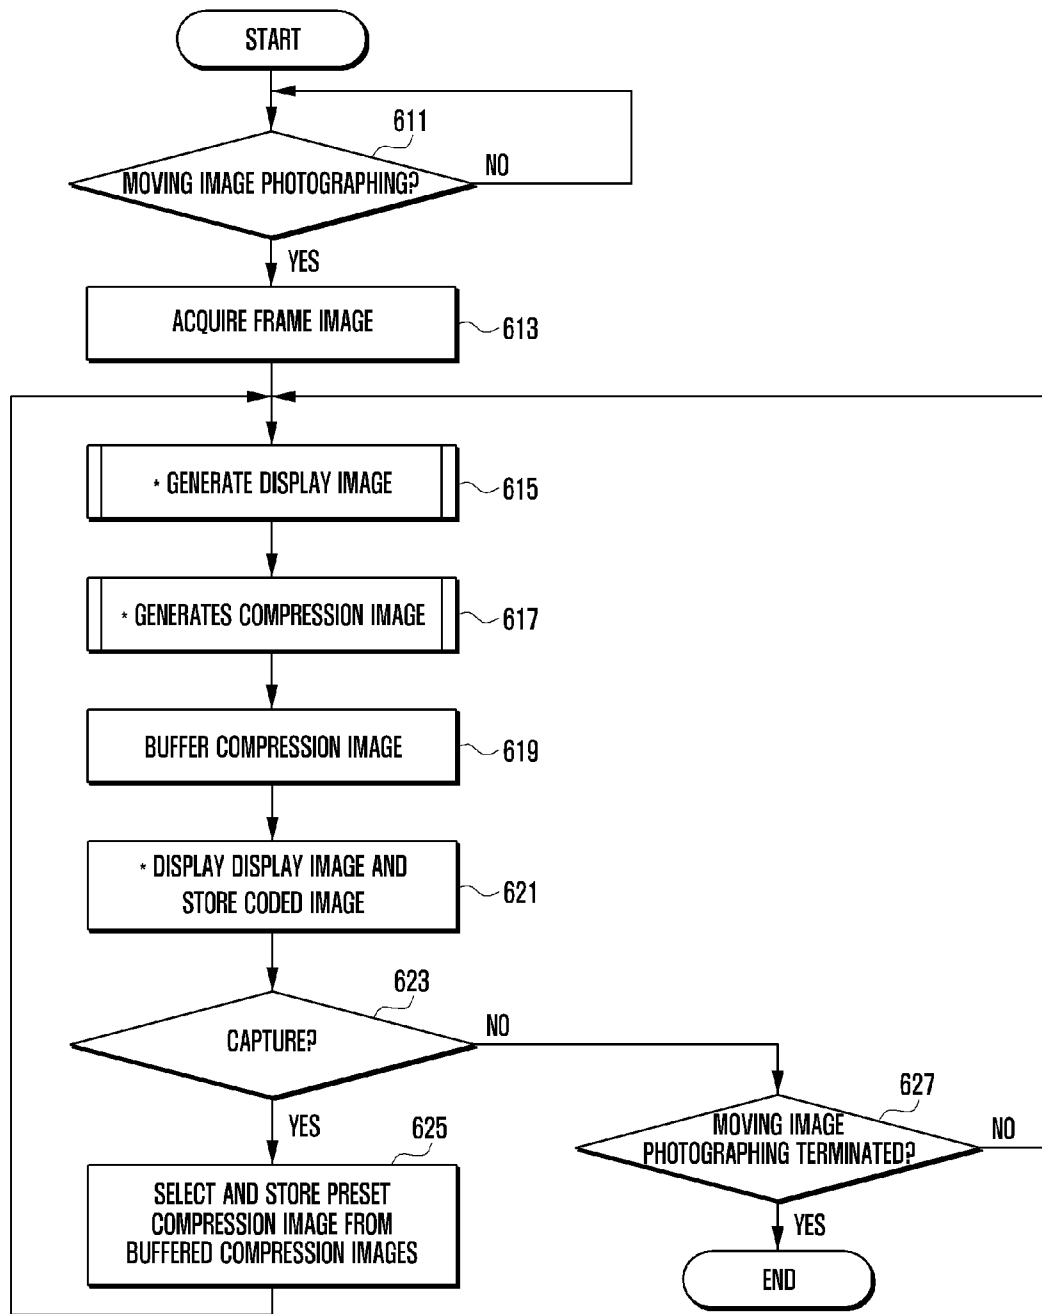 START
611
MOVING IMAGE PHOTOGRAPHING?
NO
YES
ACQUIRE FRAME IMAGE
613
* GENERATE DISPLAY IMAGE
615
* GENERATES COMPRESSION IMAGE
617
BUFFER COMPRESSION IMAGE
619
* DISPLAY DISPLAY IMAGE AND
STORE CODED IMAGE
621
623
CAPTURE?
NO
YES
625
SELECT AND STORE PRESET
COMPRESSION IMAGE FROM
BUFFERED COMPRESSION IMAGES
627
MOVING IMAGE
PHOTOGRAPHING TERMINATED?
NO
YES
END